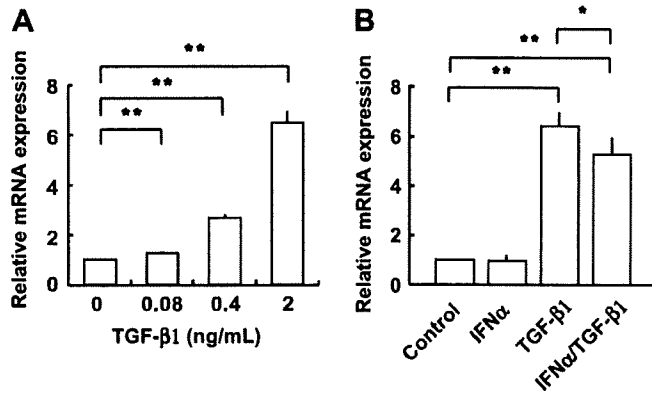 A
Relative mRNA expression
8
6
4
2
0
**
**
**
0 0.08 0.4 2
TGF-β1 (ng/mL)
B
Relative mRNA expression
8
6
4
2
0
*
**
**
Control
IFNα
TGF-β1
IFNα/TGF-β1